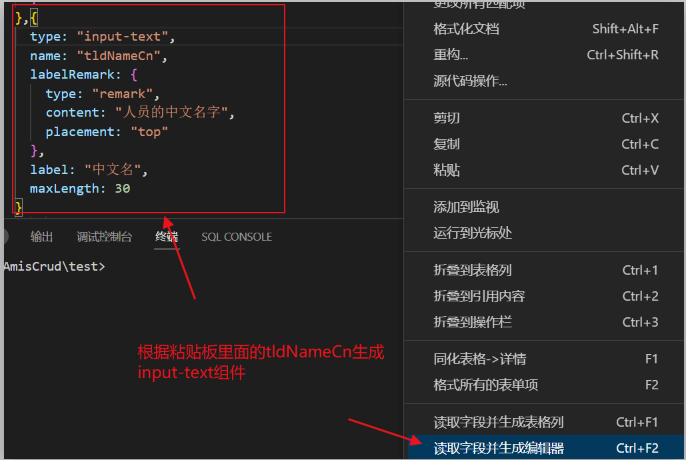 },{
type: "input-text",
name: "tldNameCn",
labelRemark: {
type: "remark",
content: "人员的中文名字",
placement: "top"
},
label: "中文名",
maxLength: 30
}
输出 调试控制台 终端 SQL CONSOLE
AmisCrud\test>
根据粘贴板里面的tldNameCn生成
input-text组件
更改所有匹配项
格式化文档 Shift+Alt+F
重构... Ctrl+Shift+R
源代码操作...
剪切 Ctrl+X
复制 Ctrl+C
粘贴 Ctrl+V
添加到监视
运行到光标处
折叠到表格列 Ctrl+1
折叠到引用内容 Ctrl+2
折叠到操作栏 Ctrl+3
同化表格->详情 F1
格式所有的表单项 F2
读取字段并生成表格列 Ctrl+F1
读取字段并生成编辑器 Ctrl+F2